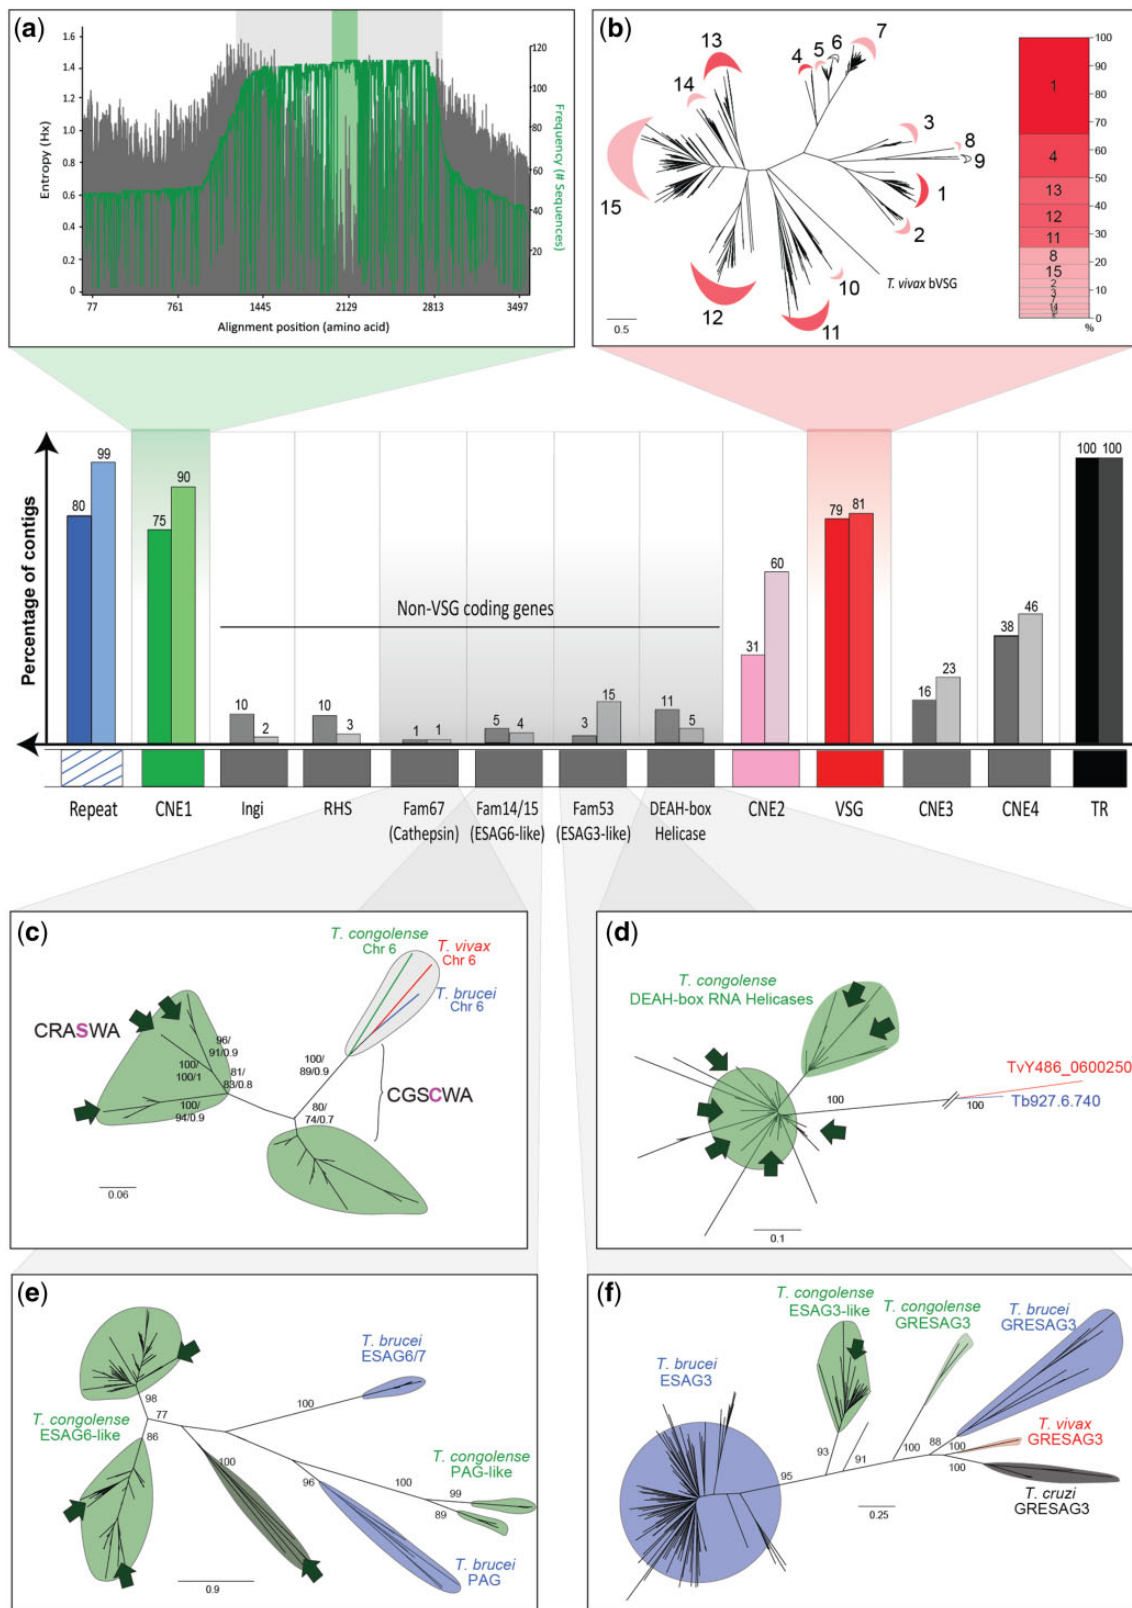 (a)
1.6
1.4
1.2
1.0
0.8
0.6
0.4
0.2
0
Entropy (Hx)
120
100
80
60
40
20
Frequency (# Sequences)
77
761
1445
2129
2813
3497
Alignment position (amino acid)
(b)
13
14
15
12
11
10
4
5
6
7
3
8
9
1
2
T. vivax bVSG
0.5
1
4
13
12
11
8
15
2
3
7
14
100
90
80
70
60
50
40
30
20
10
0
%
Percentage of contigs
80
99
75
90
Non-VSG coding genes
10
2
10
3
1
1
5
4
3
15
11
5
31
60
79
81
16
23
38
46
100
100
Repeat
CNE1
Ingi
RHS
Fam67
(Cathepsin)
Fam14/15
(ESAG6-like)
Fam53
(ESAG3-like)
DEAH-box
Helicase
CNE2
VSG
CNE3
CNE4
TR
(c)
T. congolense
Chr 6
T. vivax
Chr 6
T. brucei
Chr 6
CRASWA
96/
91/0.9
100/
100/1
81/
83/0.8
100/
94/0.9
100/
89/0.9
80/
74/0.7
CGSCWA
0.06
(d)
T. congolense
DEAH-box RNA Helicases
TvY486_0600250
Tb927.6.740
100
100
0.1
(e)
T. brucei
ESAG6/7
100
98
77
86
T. congolense
ESAG6-like
100
96
T. congolense
PAG-like
100
99
89
T. brucei
PAG
0.9
(f)
T. congolense
ESAG3-like
T. congolense
GRESAG3
T. brucei
GRESAG3
T. brucei
ESAG3
T. vivax
GRESAG3
T. cruzi
GRESAG3
95
93
91
100
88
100
100
0.25